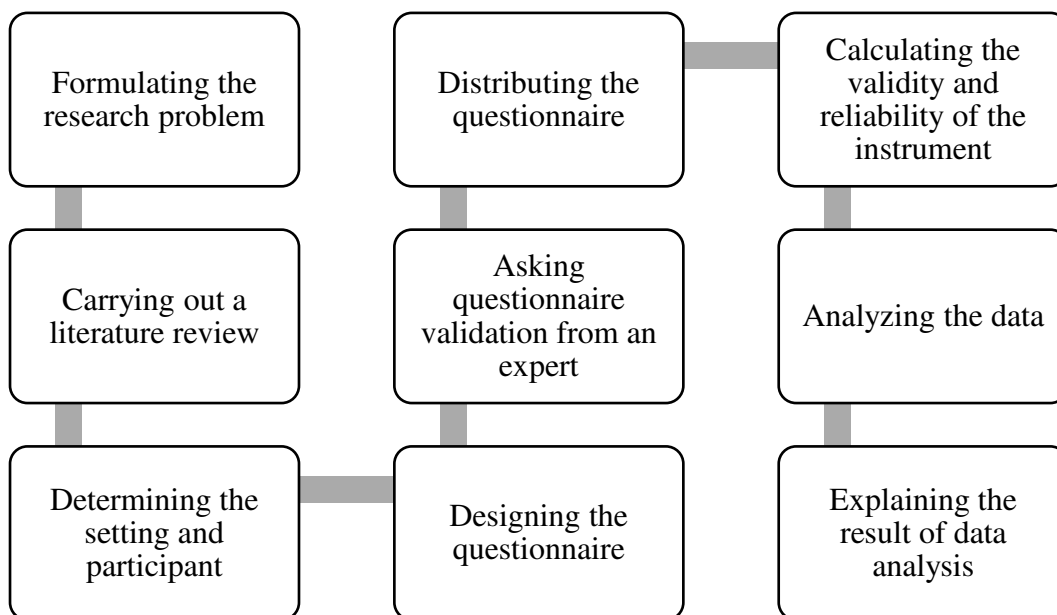 Formulating the
research problem
Carrying out a
literature review
Determining the
setting and
participant
Designing the
questionnaire
Asking
questionnaire
validation from an
expert
Distributing the
questionnaire
Calculating the
validity and
reliability of the
instrument
Analyzing the data
Explaining the
result of data
analysis